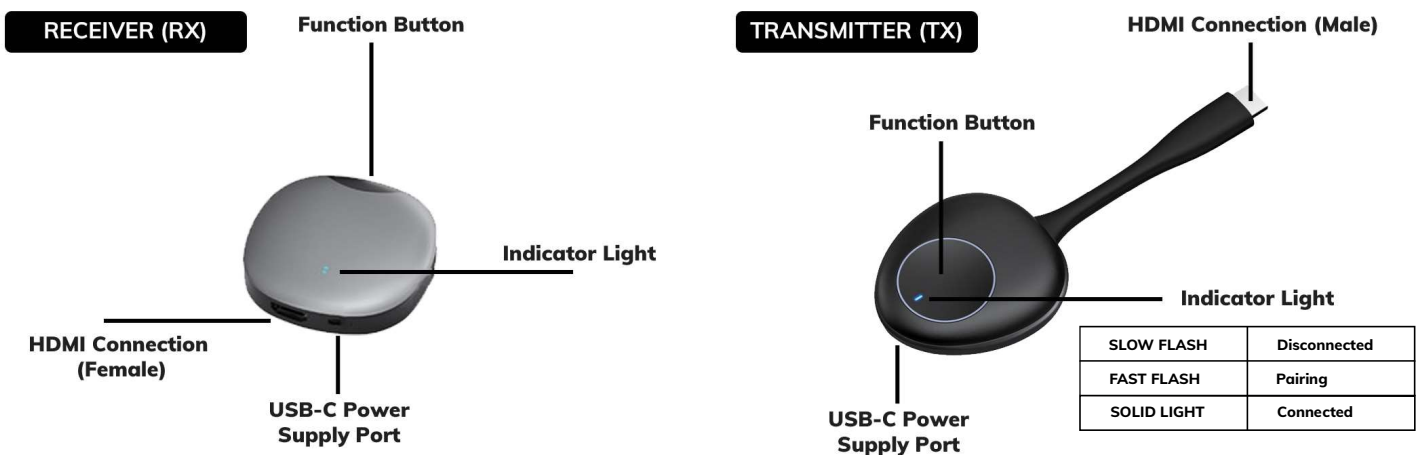 RECEIVER (RX)
Function Button
Indicator Light
HDMI Connection
(Female)
USB-C Power
Supply Port
TRANSMITTER (TX)
HDMI Connection (Male)
Function Button
Indicator Light
SLOW FLASH Disconnected
FAST FLASH Pairing
SOLID LIGHT Connected
USB-C Power
Supply Port